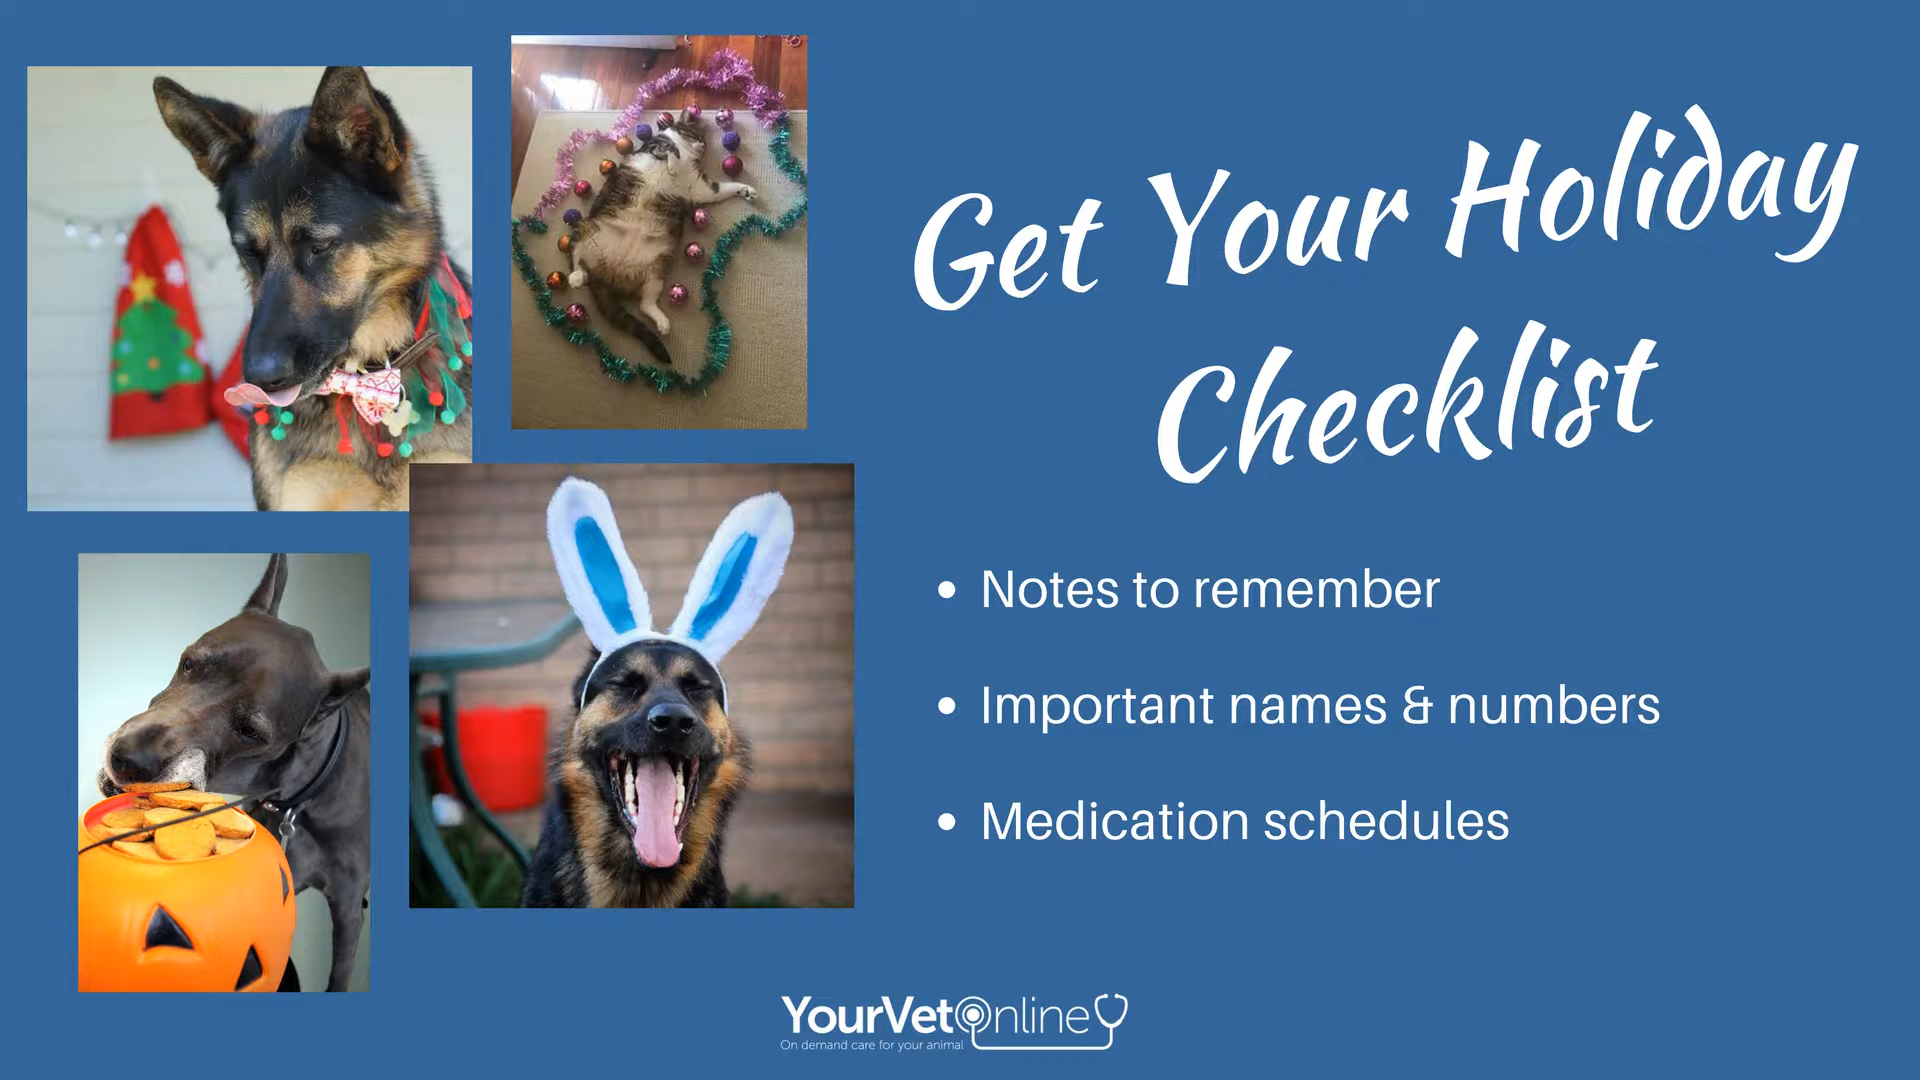 Get Your Holiday
Checklist
• Notes to remember
• Important names & numbers
• Medication schedules
YourVetOnline
On demand care for your animal